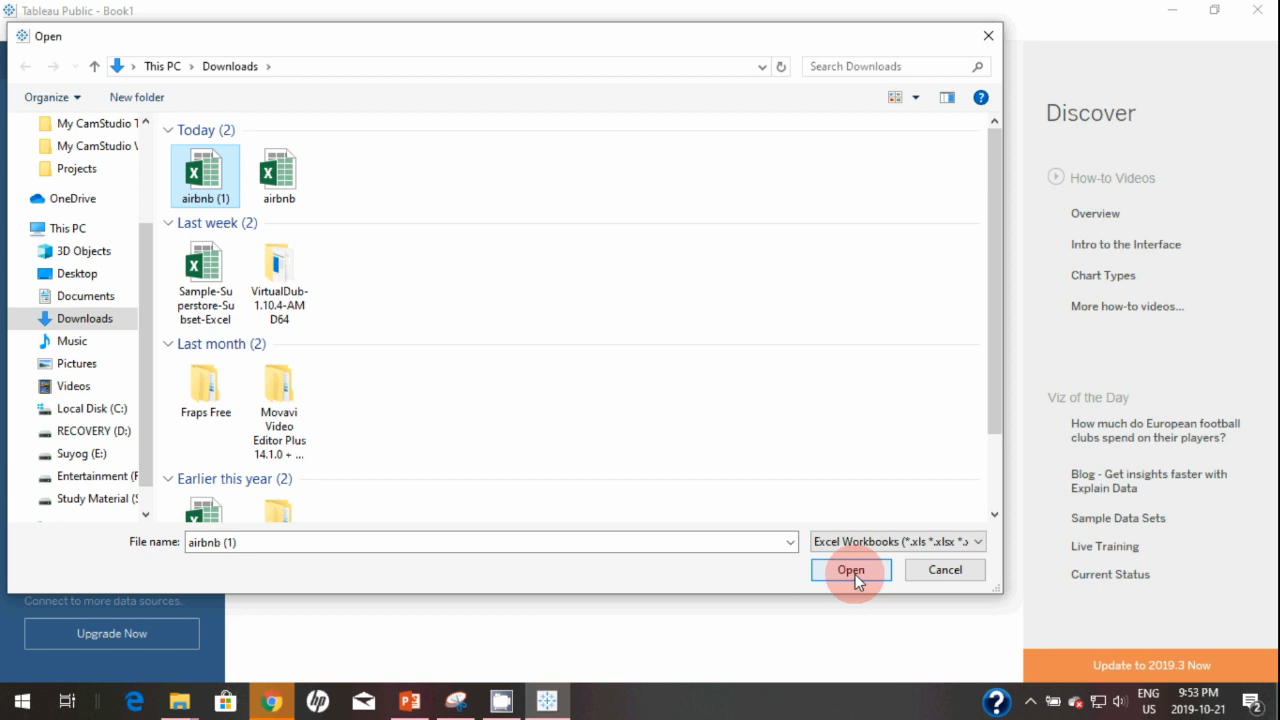 Tableau Public - Book1
Open
This PC > Downloads >
Search Downloads
Organize
New folder
My CamStudio T
My CamStudio V
Projects
OneDrive
This PC
3D Objects
Desktop
Documents
Downloads
Music
Pictures
Videos
Local Disk (C:)
RECOVERY (D:)
Suyog (E:)
Entertainment (F
Study Material (
Today (2)
airbnb (1)
airbnb
Last week (2)
Sample-Su
perstore-Su
bset-Excel
VirtualDub-
1.10.4-AM
D64
Last month (2)
Fraps Free
Movavi
Video
Editor Plus
14.1.0 + ...
Earlier this year (2)
File name:
airbnb (1)
Excel Workbooks (*.xls *.xlsx *.x
Open
Cancel
Connect to more data sources.
Upgrade Now
Discover
How-to Videos
Overview
Intro to the Interface
Chart Types
More how-to videos...
Viz of the Day
How much do European football
clubs spend on their players?
Blog - Get insights faster with
Explain Data
Sample Data Sets
Live Training
Current Status
Update to 2019.3 Now
ENG
US
9:53 PM
2019-10-21
2